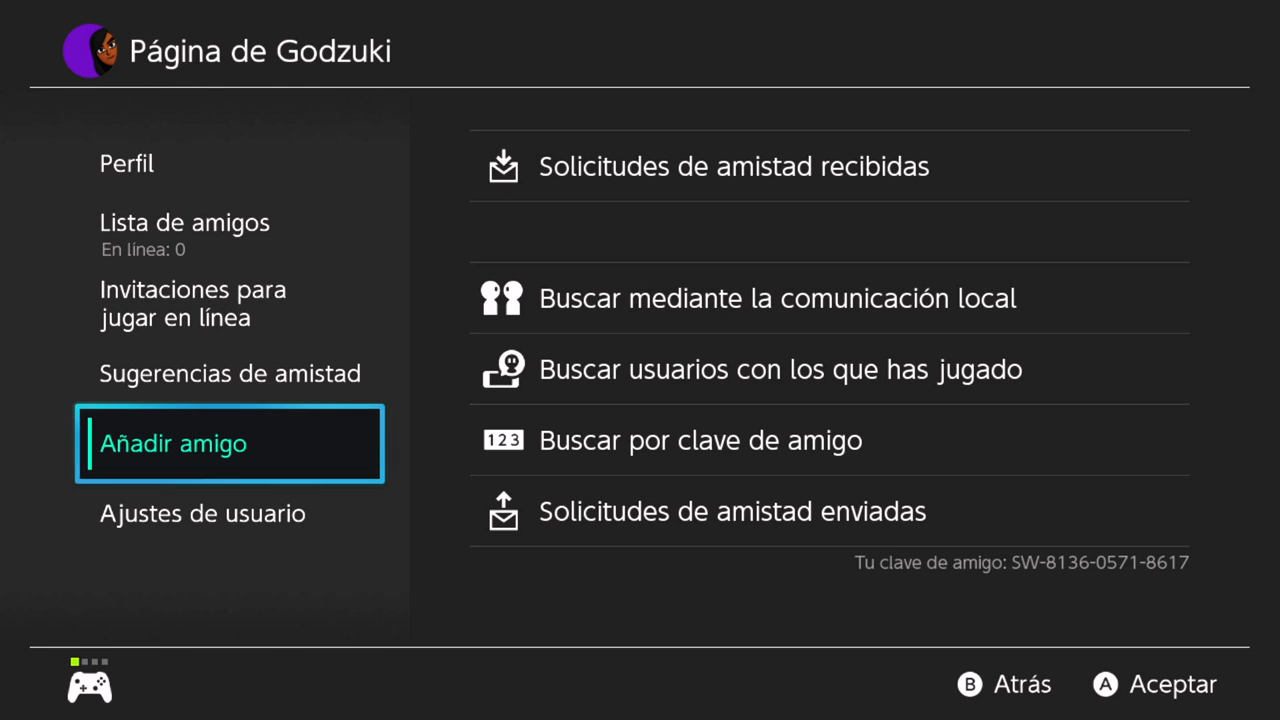 Página de Godzuki
Perfil
Lista de amigos
En línea: 0
Invitaciones para
jugar en línea
Sugerencias de amistad
Añadir amigo
Ajustes de usuario
Solicitudes de amistad recibidas
Buscar mediante la comunicación local
Buscar usuarios con los que has jugado
123 Buscar por clave de amigo
Solicitudes de amistad enviadas
Tu clave de amigo: SW-8136-0571-8617
B Atrás
A Aceptar